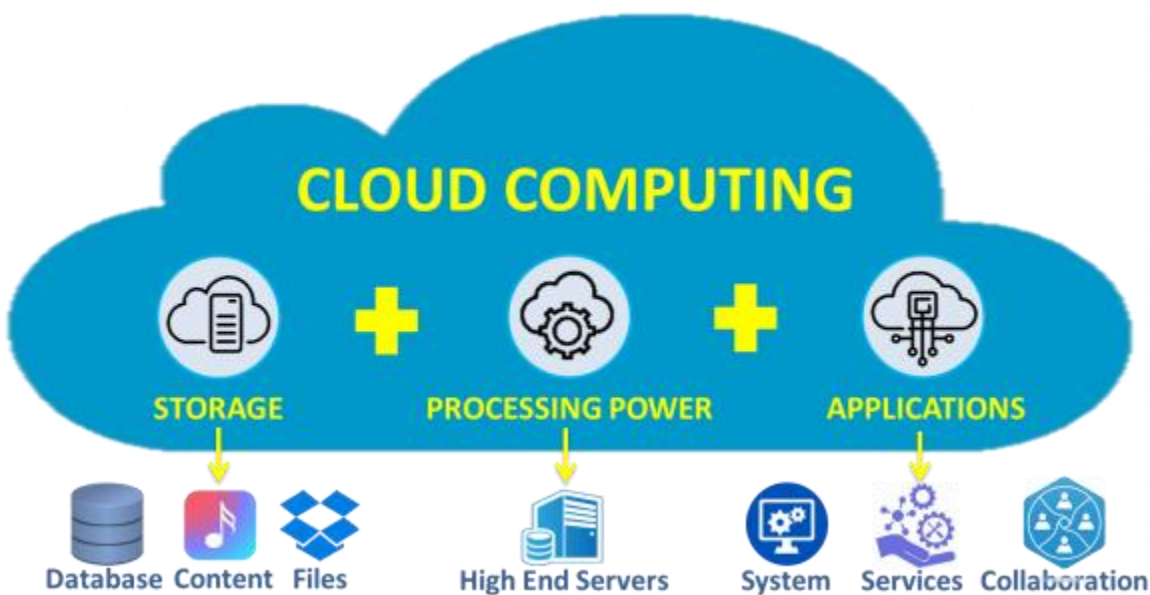 CLOUD COMPUTING
STORAGE PROCESSING POWER APPLICATIONS
Database Content Files High End Servers System Services Collaboration